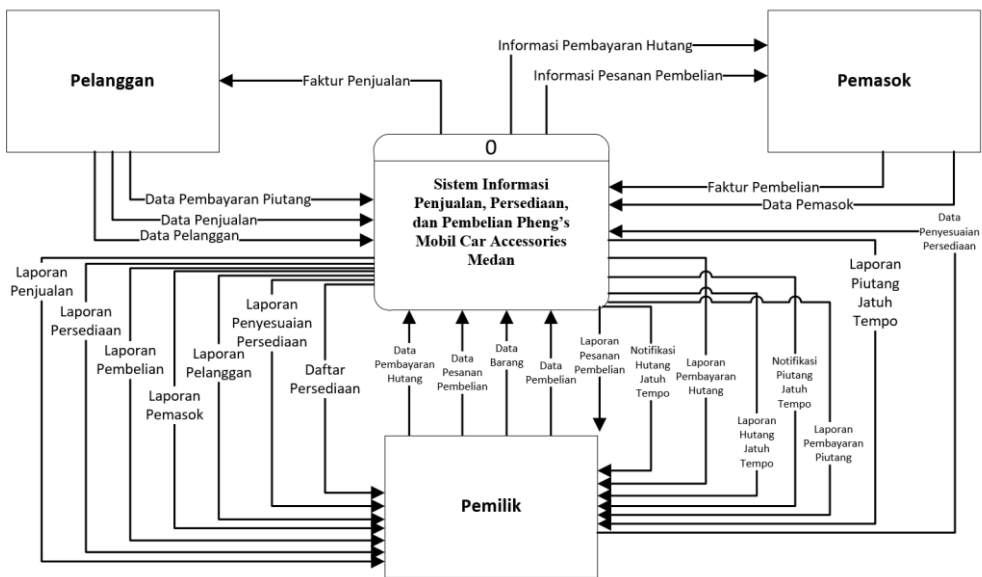 Informasi Pembayaran Hutang
Pelanggan
Faktur Penjualan
Informasi Pesanan Pembelian
Pemasok
0
Sistem Informasi
Penjualan, Persediaan,
dan Pembelian Pheng's
Mobil Car Accessories
Medan
Data Pembayaran Piutang
Data Penjualan
Data Pelanggan
Faktur Pembelian
Data Pemasok
Data
Penyesuaian
Persediaan
Laporan
Penjualan
Laporan
Persediaan
Laporan
Pembelian
Laporan
Pemasok
Laporan
Pelanggan
Laporan
Penyesuaian
Persediaan
Daftar
Persediaan
Data
Pembayaran
Hutang
Data
Pesanan
Pembelian
Data
Barang
Data
Pembelian
Laporan
Pesanan
Pembelian
Notifikasi
Hutang
Jatuh
Tempo
Laporan
Pembayaran
Hutang
Laporan
Hutang
Jatuh
Tempo
Notifikasi
Piutang
Jatuh
Tempo
Laporan
Pembayaran
Piutang
Laporan
Piutang
Jatuh
Tempo
Pemilik